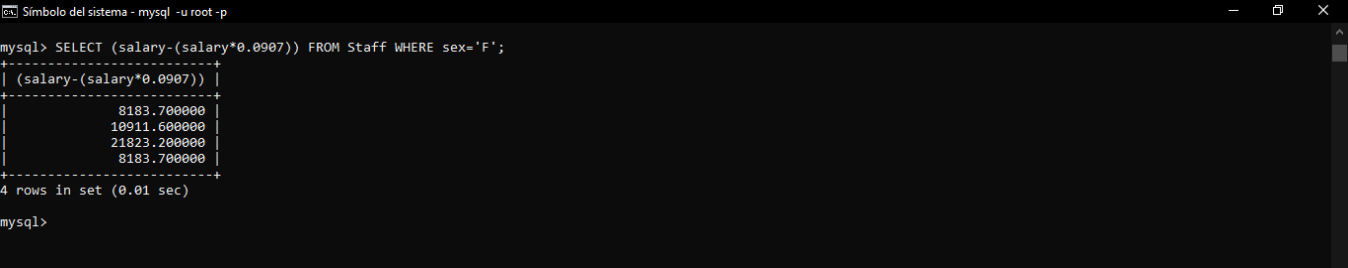 Símbolo del sistema - mysql -u root -p
mysql> SELECT (salary-(salary*0.0907)) FROM Staff WHERE sex='F';
+--------------------------+
| (salary-(salary*0.0907)) |
+--------------------------+
|              8183.700000 |
|             10911.600000 |
|             21823.200000 |
|              8183.700000 |
+--------------------------+
4 rows in set (0.01 sec)
mysql>